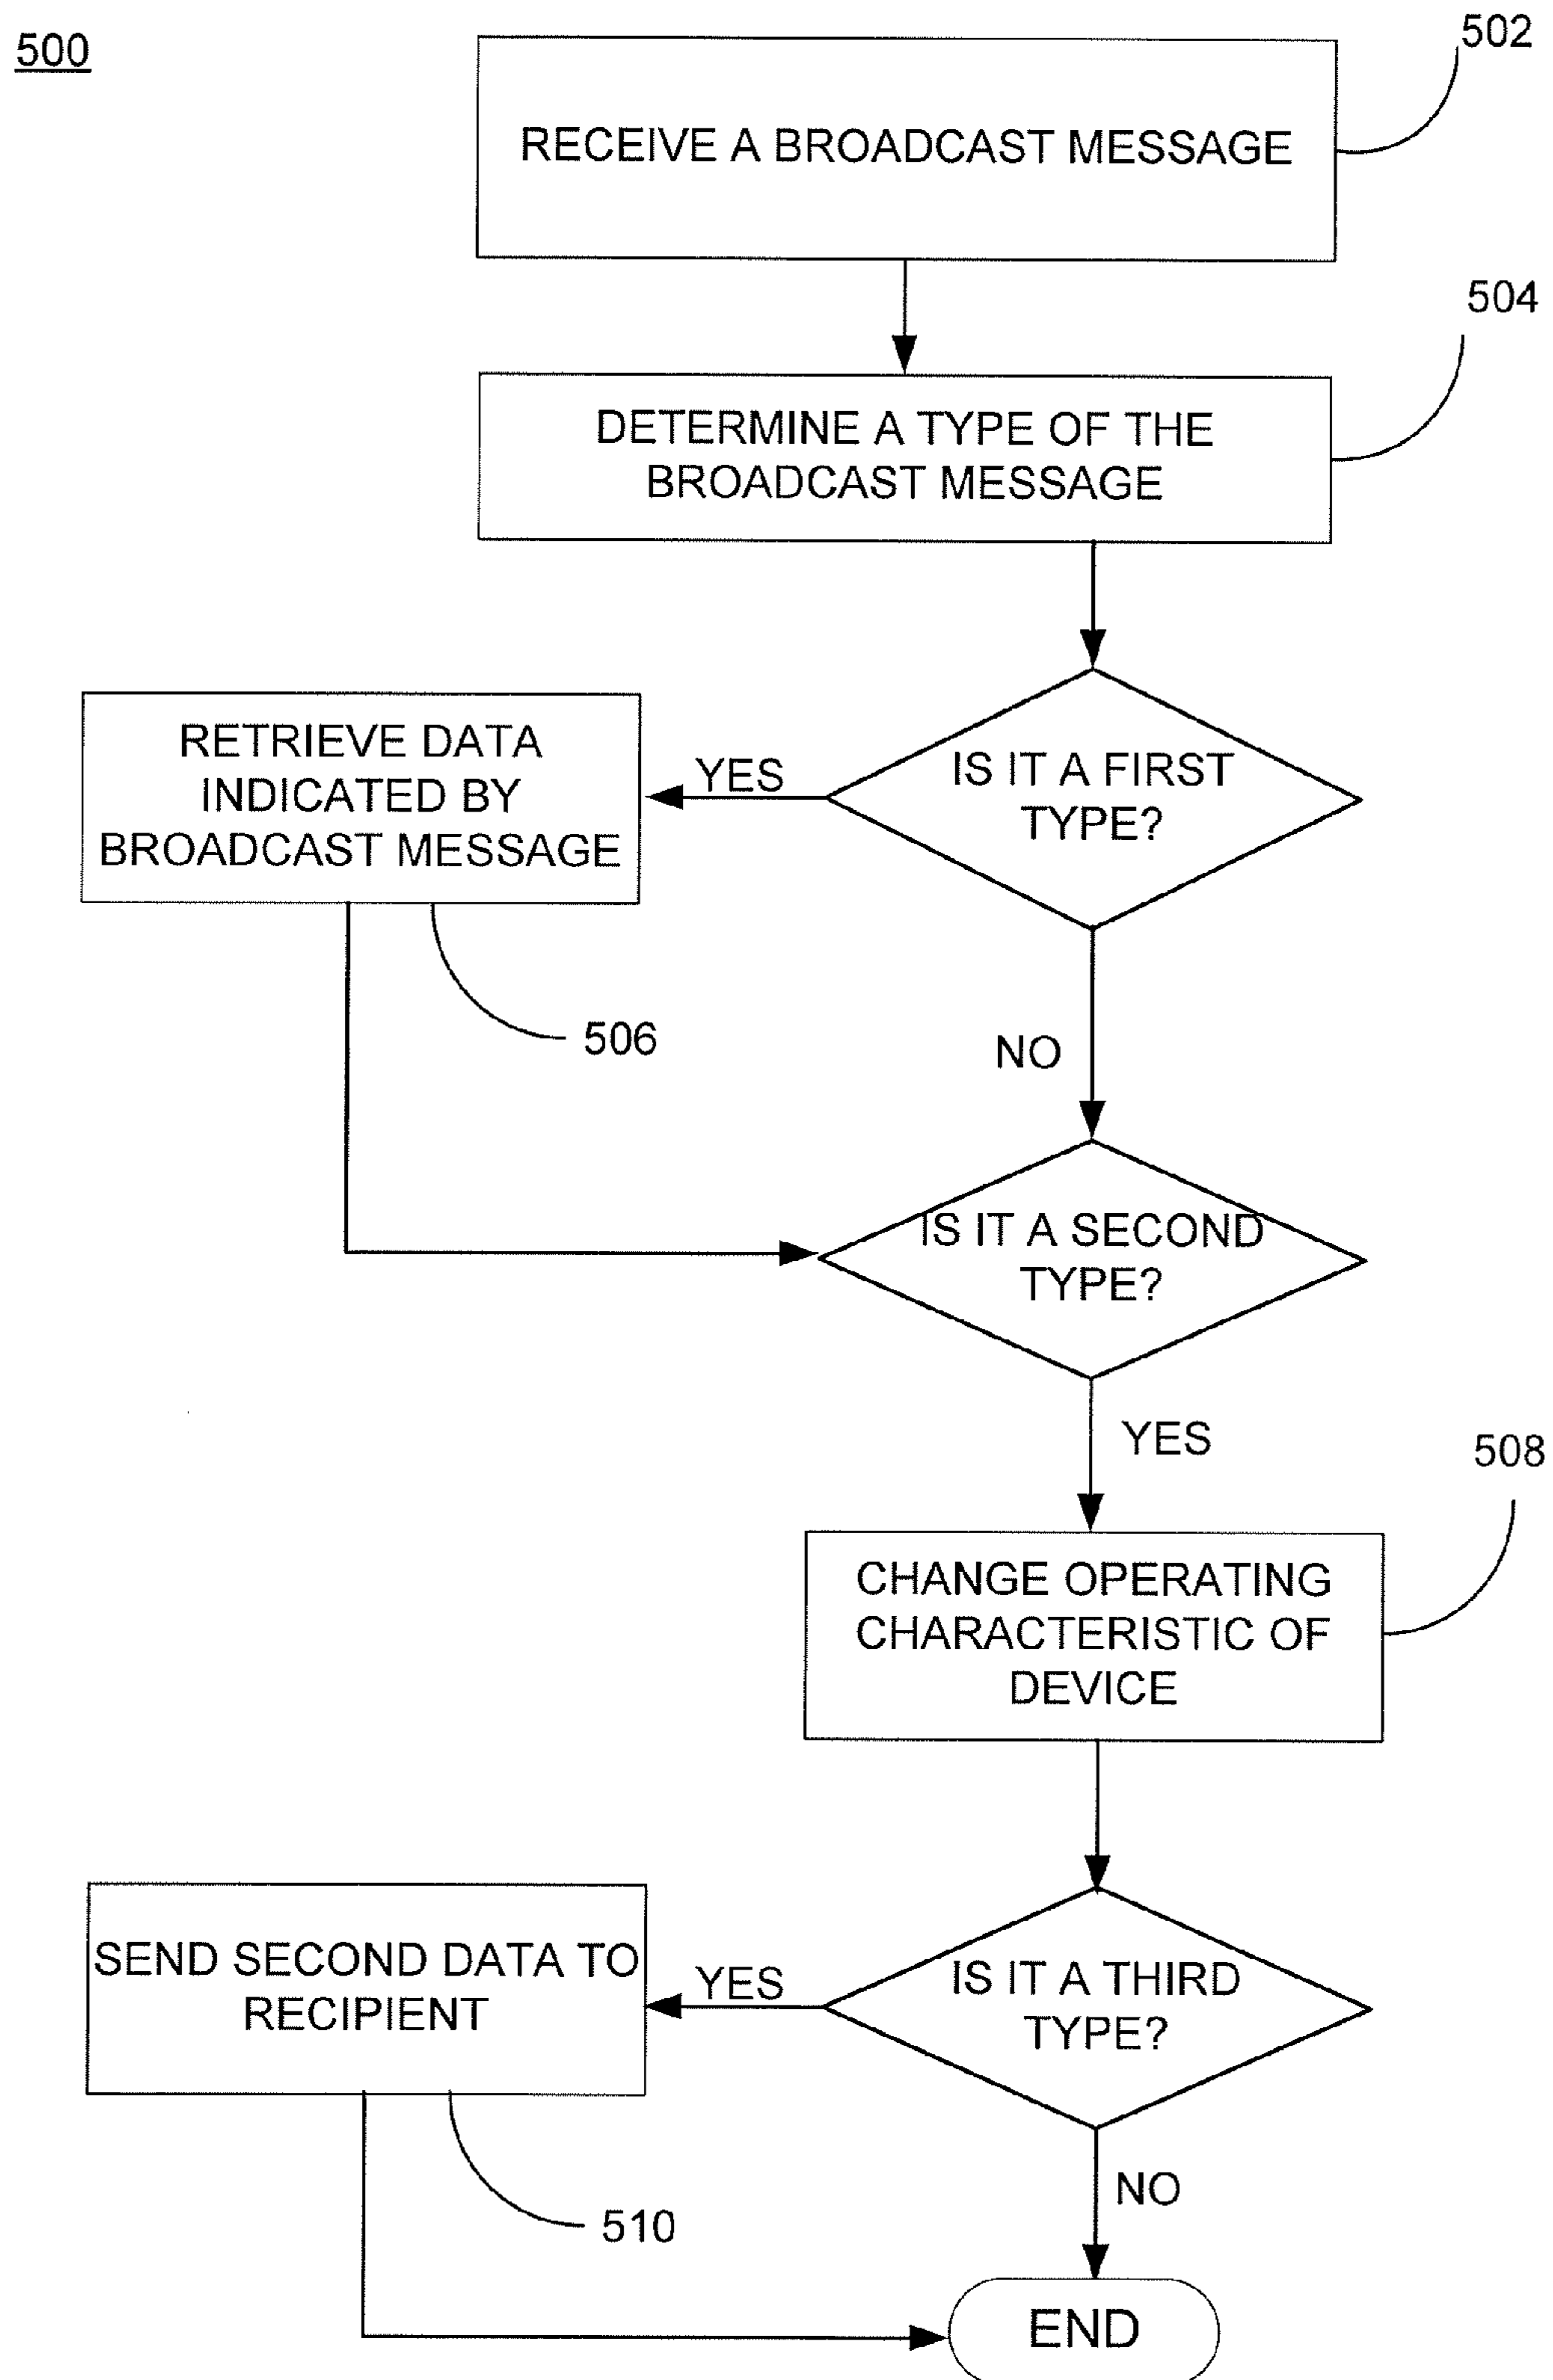 500
502
RECEIVE A BROADCAST MESSAGE
504
DETERMINE A TYPE OF THE
BROADCAST MESSAGE
RETRIEVE DATA
INDICATED BY
BROADCAST MESSAGE
YES
IS IT A FIRST
TYPE?
506
NO
IS IT A SECOND
TYPE?
YES
508
CHANGE OPERATING
CHARACTERISTIC OF
DEVICE
SEND SECOND DATA TO
RECIPIENT
YES
IS IT A THIRD
TYPE?
NO
510
END